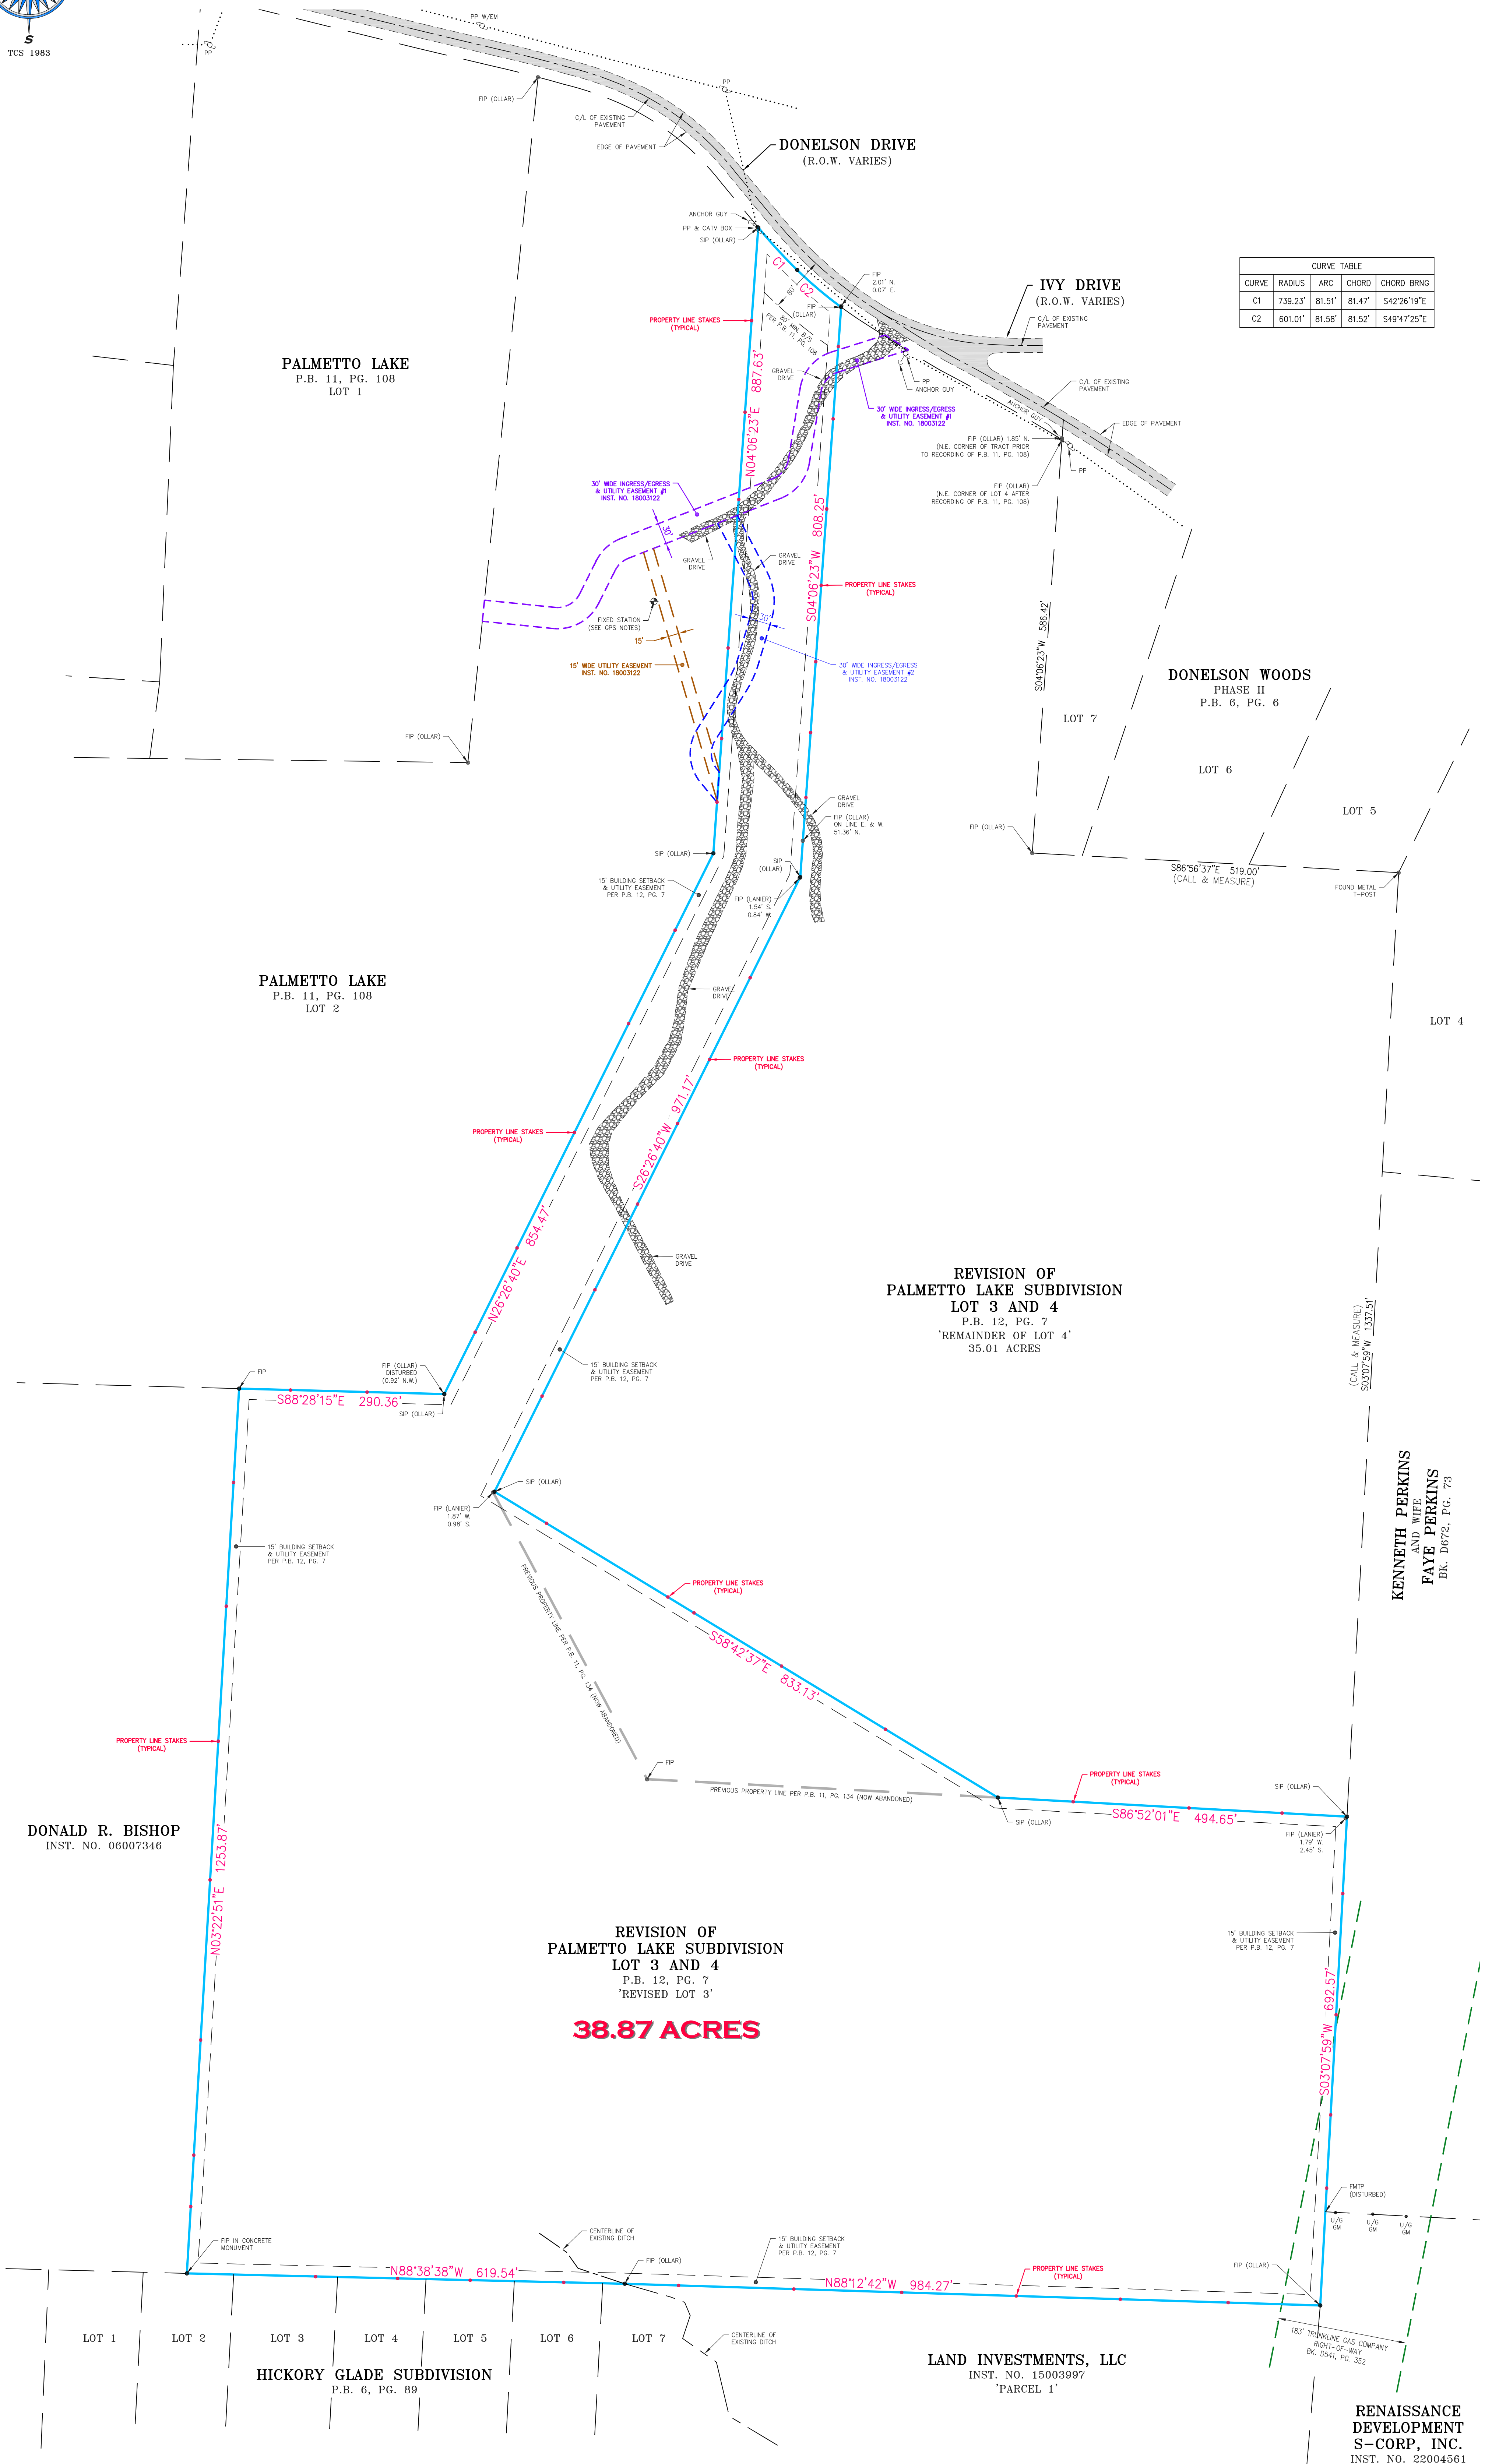 S
TCS 1983
PP W/EM
PP
PP
FIP (OLLAR)
C/L OF EXISTING
PAVEMENT
EDGE OF PAVEMENT
DONELSON DRIVE
(R.O.W. VARIES)
ANCHOR GUY
PP & CATV BOX
SIP (OLLAR)
C1
C2
80'
80' MIN. B/S
PER P.B. 11, PG. 108
FIP
2.01' N.
0.07' E.
FIP
(OLLAR)
IVY DRIVE
(R.O.W. VARIES)
C/L OF EXISTING
PAVEMENT
CURVE TABLE
CURVE RADIUS ARC CHORD CHORD BRNG
C1 739.23' 81.51' 81.47' S42°26'19"E
C2 601.01' 81.58' 81.52' S49°47'25"E
PROPERTY LINE STAKES
(TYPICAL)
PALMETTO LAKE
P.B. 11, PG. 108
LOT 1
N04°06'23"E 887.63'
GRAVEL
DRIVE
PP
ANCHOR GUY
C/L OF EXISTING
PAVEMENT
ANCHOR GUY
EDGE OF PAVEMENT
30' WIDE INGRESS/EGRESS
& UTILITY EASEMENT #1
INST. NO. 18003122
FIP (OLLAR) 1.85' N.
(N.E. CORNER OF TRACT PRIOR
TO RECORDING OF P.B. 11, PG. 108)
PP
FIP (OLLAR)
(N.E. CORNER OF LOT 4 AFTER
RECORDING OF P.B. 11, PG. 108)
30' WIDE INGRESS/EGRESS
& UTILITY EASEMENT #1
INST. NO. 18003122
30'
GRAVEL
DRIVE
GRAVEL
DRIVE
S04°06'23"W 808.25'
PROPERTY LINE STAKES
(TYPICAL)
FIXED STATION
(SEE GPS NOTES)
15'
30'
15' WIDE UTILITY EASEMENT
INST. NO. 18003122
30' WIDE INGRESS/EGRESS
& UTILITY EASEMENT #2
INST. NO. 18003122
S04°06'23"W 586.42'
DONELSON WOODS
PHASE II
P.B. 6, PG. 6
LOT 7
LOT 6
LOT 5
LOT 4
FIP (OLLAR)
GRAVEL
DRIVE
FIP (OLLAR)
ON LINE E. & W.
51.36' N.
FIP (OLLAR)
SIP (OLLAR)
SIP
(OLLAR)
S86°56'37"E 519.00'
(CALL & MEASURE)
FOUND METAL
T-POST
15' BUILDING SETBACK
& UTILITY EASEMENT
PER P.B. 12, PG. 7
FIP (LANIER)
1.54' S.
0.84' W.
PALMETTO LAKE
P.B. 11, PG. 108
LOT 2
GRAVEL
DRIVE
PROPERTY LINE STAKES
(TYPICAL)
S26°26'40"W 971.17'
PROPERTY LINE STAKES
(TYPICAL)
N26°26'40"E 854.47'
GRAVEL
DRIVE
REVISION OF
PALMETTO LAKE SUBDIVISION
LOT 3 AND 4
P.B. 12, PG. 7
'REMAINDER OF LOT 4'
35.01 ACRES
(CALL & MEASURE)
S03°07'59"W 1337.51'
15' BUILDING SETBACK
& UTILITY EASEMENT
PER P.B. 12, PG. 7
FIP
FIP (OLLAR)
DISTURBED
(0.92' N.W.)
S88°28'15"E 290.36'
SIP (OLLAR)
SIP (OLLAR)
FIP (LANIER)
1.87' W.
0.98' S.
KENNETH PERKINS
AND WIFE
FAYE PERKINS
BK. D672, PG. 73
15' BUILDING SETBACK
& UTILITY EASEMENT
PER P.B. 12, PG. 7
PREVIOUS PROPERTY LINE PER P.B. 11, PG. 134 (NOW ABANDONED)
PROPERTY LINE STAKES
(TYPICAL)
S58°42'37"E 833.13'
PROPERTY LINE STAKES
(TYPICAL)
FIP
PREVIOUS PROPERTY LINE PER P.B. 11, PG. 134 (NOW ABANDONED)
PROPERTY LINE STAKES
(TYPICAL)
SIP (OLLAR)
SIP (OLLAR)
S86°52'01"E 494.65'
FIP (LANIER)
1.79' W.
2.45' S.
DONALD R. BISHOP
INST. NO. 06007346
N03°22'51"E 1253.87'
REVISION OF
PALMETTO LAKE SUBDIVISION
LOT 3 AND 4
P.B. 12, PG. 7
'REVISED LOT 3'
38.87 ACRES
15' BUILDING SETBACK
& UTILITY EASEMENT
PER P.B. 12, PG. 7
S03°07'59"W 692.57'
FMTP
(DISTURBED)
U/G
GM
U/G
GM
U/G
GM
FIP IN CONCRETE
MONUMENT
CENTERLINE OF
EXISTING DITCH
15' BUILDING SETBACK
& UTILITY EASEMENT
PER P.B. 12, PG. 7
FIP (OLLAR)
FIP (OLLAR)
N88°38'38"W 619.54'
N88°12'42"W 984.27'
PROPERTY LINE STAKES
(TYPICAL)
LOT 1
LOT 2
LOT 3
LOT 4
LOT 5
LOT 6
LOT 7
CENTERLINE OF
EXISTING DITCH
183' TRUNKLINE GAS COMPANY
RIGHT-OF-WAY
BK. D541, PG. 352
HICKORY GLADE SUBDIVISION
P.B. 6, PG. 89
LAND INVESTMENTS, LLC
INST. NO. 15003997
'PARCEL 1'
RENAISSANCE
DEVELOPMENT
S-CORP, INC.
INST. NO. 22004561